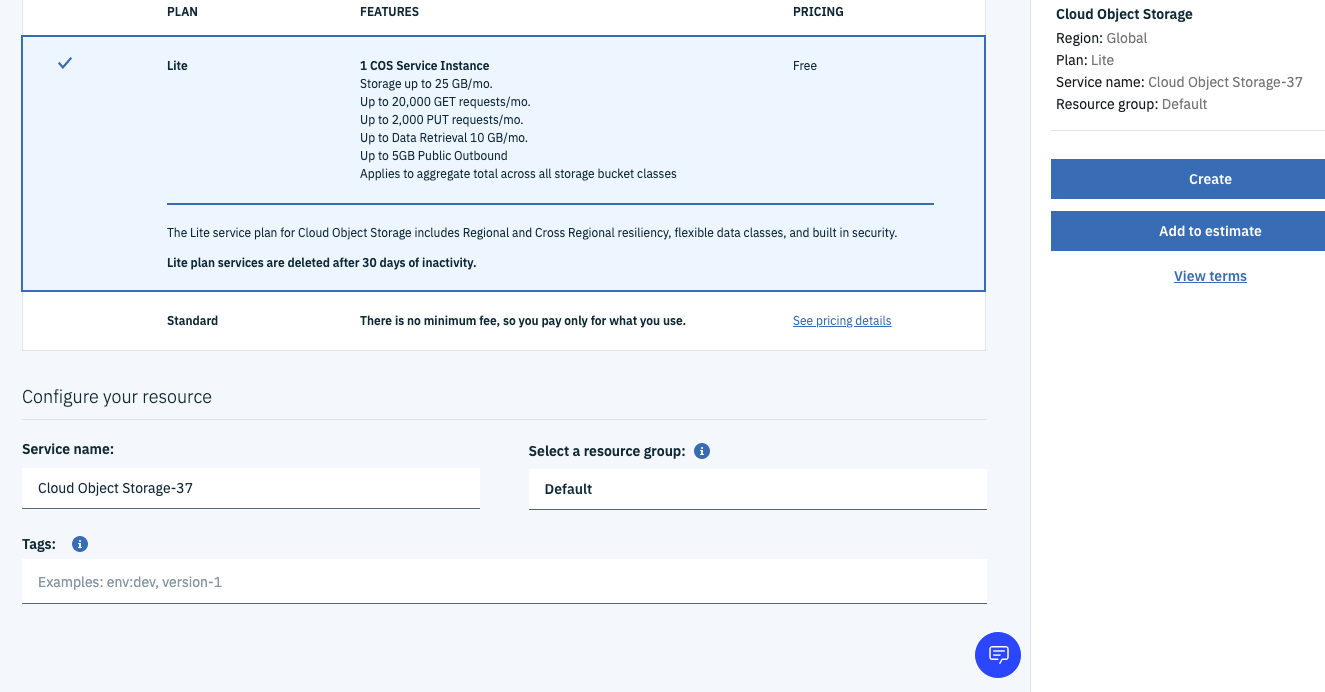 PLAN FEATURES PRICING
Lite 1 COS Service Instance Free
Storage up to 25 GB/mo.
Up to 20,000 GET requests/mo.
Up to 2,000 PUT requests/mo.
Up to Data Retrieval 10 GB/mo.
Up to 5GB Public Outbound
Applies to aggregate total across all storage bucket classes
The Lite service plan for Cloud Object Storage includes Regional and Cross Regional resiliency, flexible data classes, and built in security.
Lite plan services are deleted after 30 days of inactivity.
Standard There is no minimum fee, so you pay only for what you use. See pricing details
Configure your resource
Service name:
Cloud Object Storage-37
Select a resource group:
Default
Tags:
Examples: env:dev, version-1
Cloud Object Storage
Region: Global
Plan: Lite
Service name: Cloud Object Storage-37
Resource group: Default
Create
Add to estimate
View terms